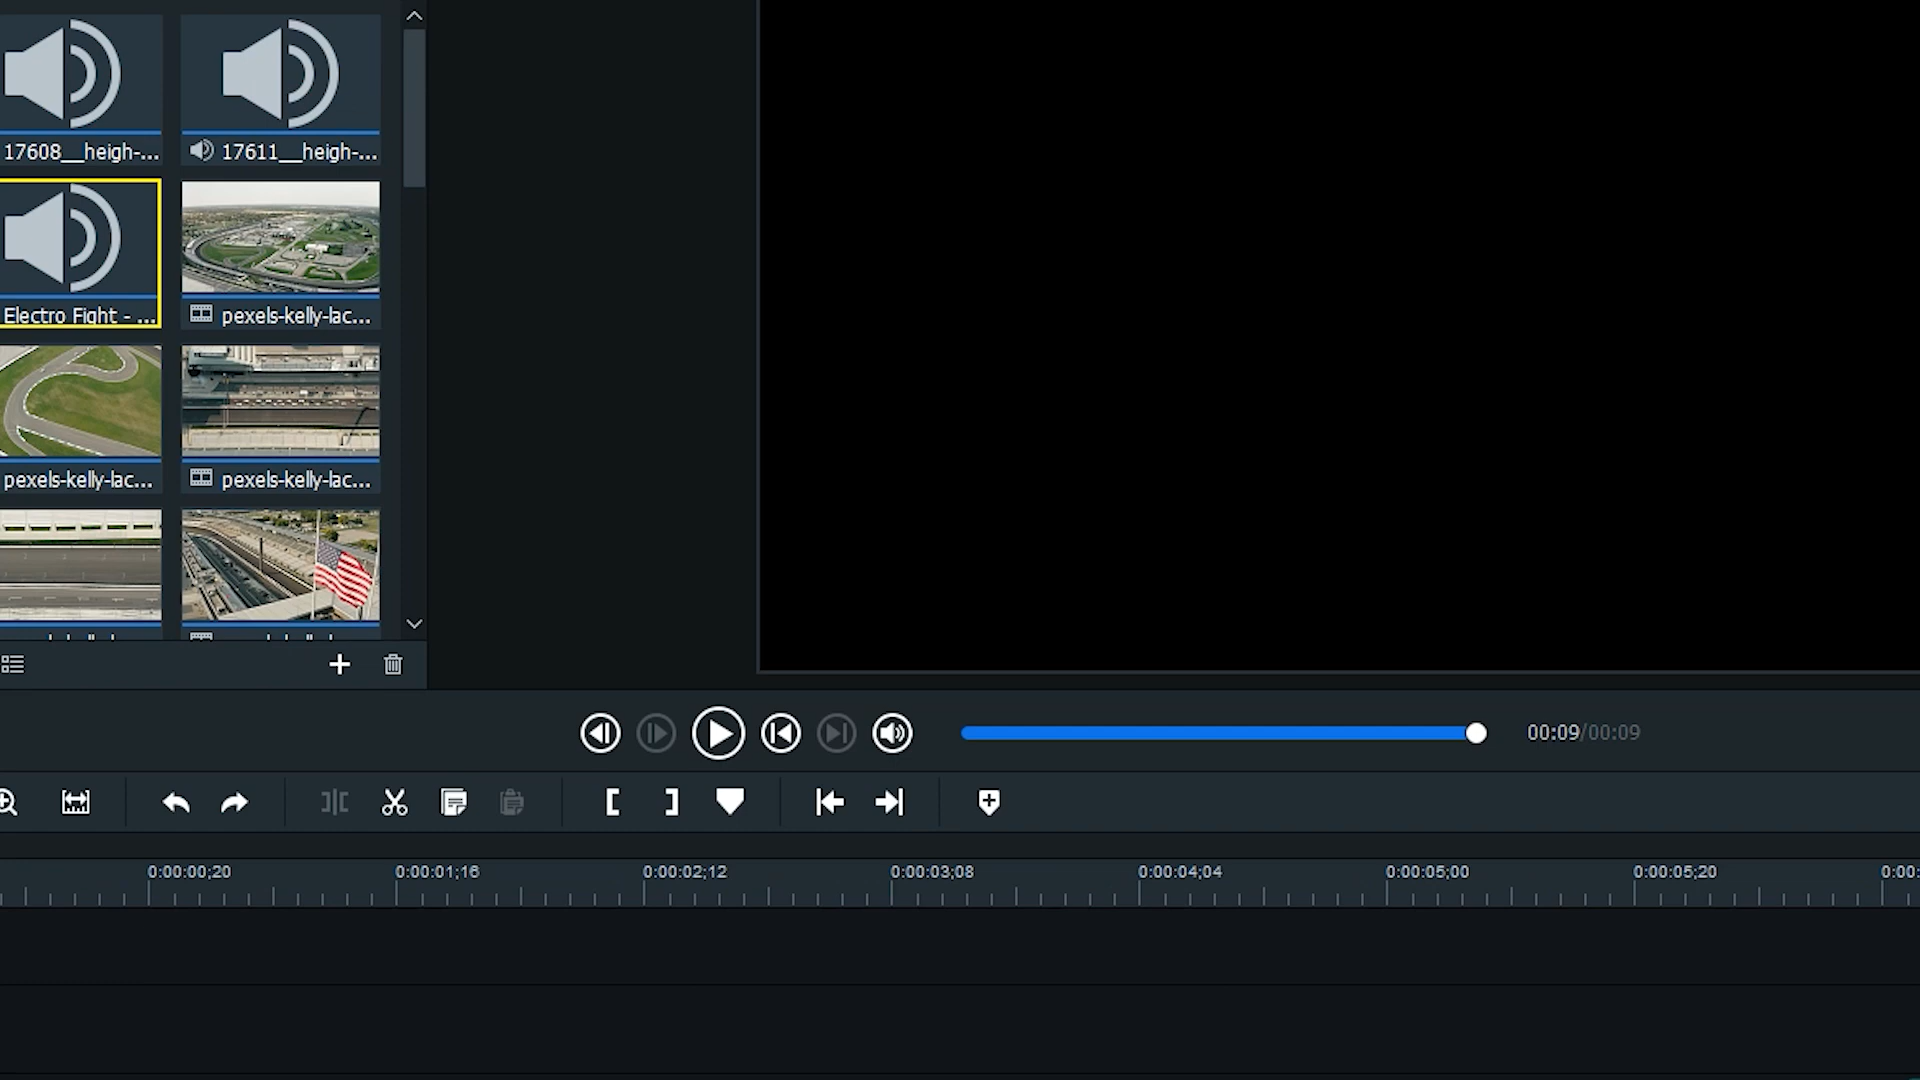 17608__heigh-...
17611__heigh-...
Electro Fight - ...
pexels-kelly-lac...
pexels-kelly-lac...
pexels-kelly-lac...
00:09/00:09
0:00:00;20
0:00:01;16
0:00:02;12
0:00:03;08
0:00:04;04
0:00:05;00
0:00:05;20
0:00: